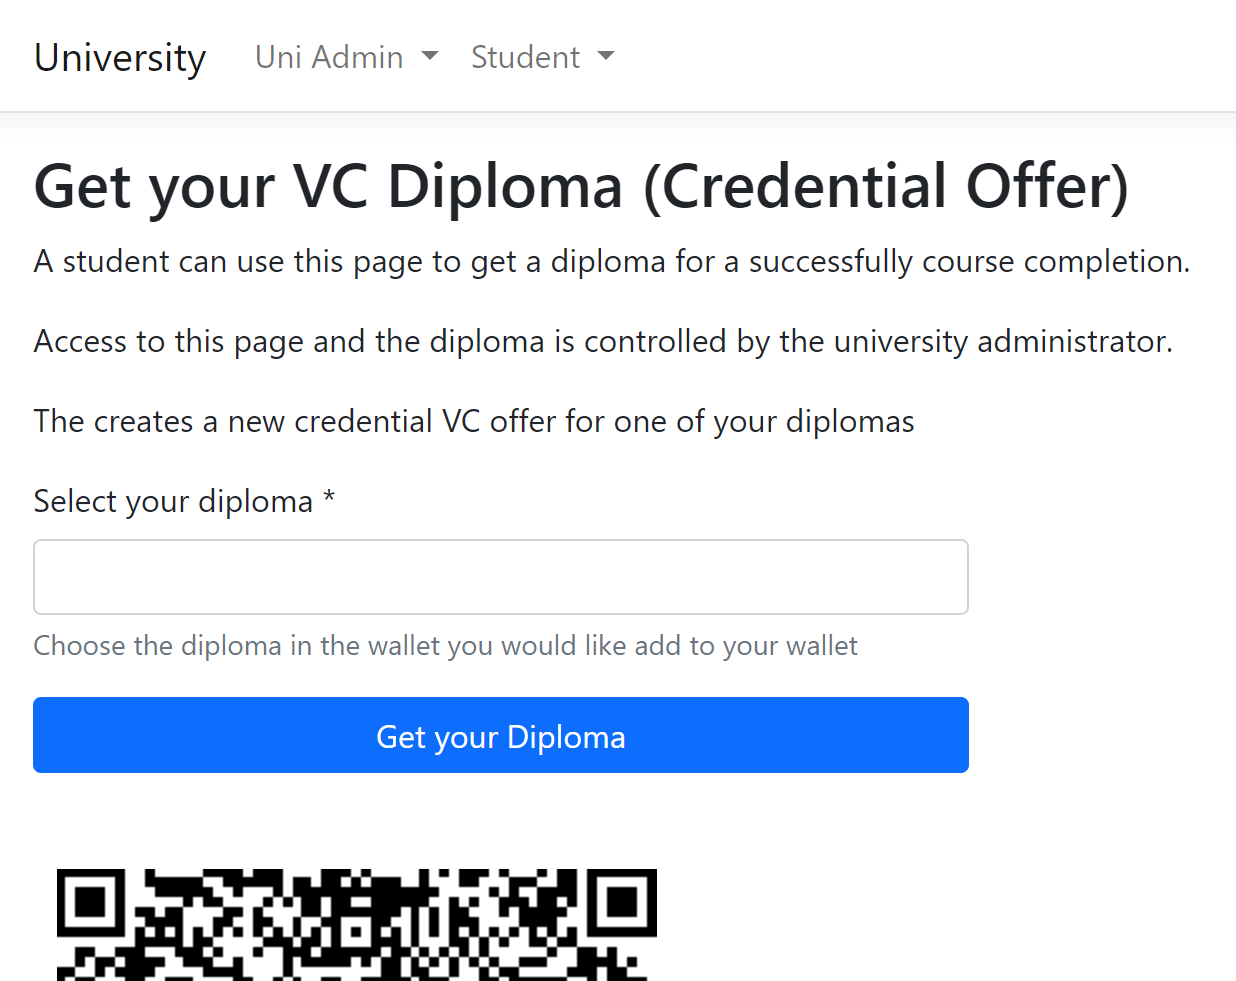 University Uni Admin Student
Get your VC Diploma (Credential Offer)
A student can use this page to get a diploma for a successfully course completion.
Access to this page and the diploma is controlled by the university administrator.
The creates a new credential VC offer for one of your diplomas
Select your diploma *
Choose the diploma in the wallet you would like add to your wallet
Get your Diploma